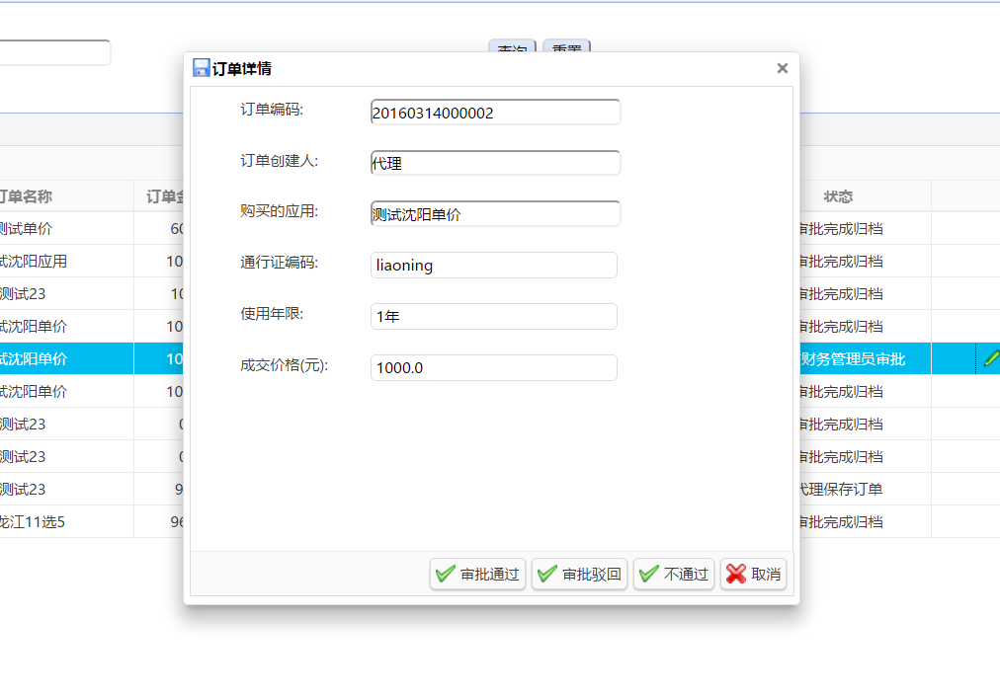 查询 重置
订单详情
订单编码: 20160314000002
订单创建人: 代理
购买的应用: 测试沈阳单价
通行证编码: liaoning
使用年限: 1年
成交价格(元): 1000.0
审批通过 审批驳回 不通过 取消
订单名称 订单金 状态
测试单价 60 审批完成归档
试沈阳应用 10 审批完成归档
测试23 10 审批完成归档
试沈阳单价 10 审批完成归档
试沈阳单价 10 财务管理员审批
试沈阳单价 10 审批完成归档
测试23 0 审批完成归档
测试23 0 审批完成归档
测试23 9 代理保存订单
龙江11选5 96 审批完成归档